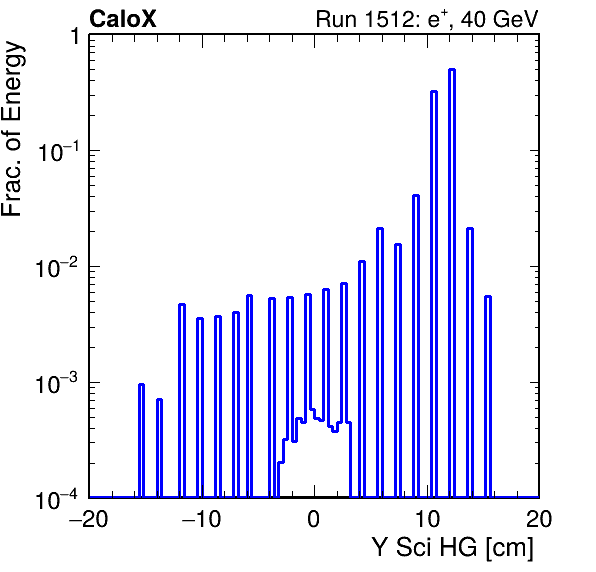 CaloX Run 1512: e⁺, 40 GeV
Frac. of Energy
1
10⁻¹
10⁻²
10⁻³
10⁻⁴
−20 −10 0 10 20
Y Sci HG [cm]